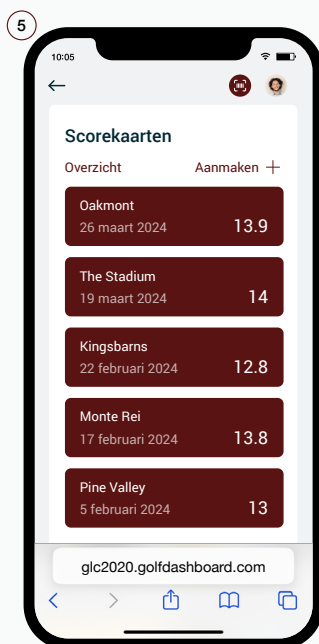 5
10:05
Scorekaarten
Overzicht Aanmaken
Oakmont
26 maart 2024 13.9
The Stadium
19 maart 2024 14
Kingsbarns
22 februari 2024 12.8
Monte Rei
17 februari 2024 13.8
Pine Valley
5 februari 2024 13
glc2020.golfdashboard.com